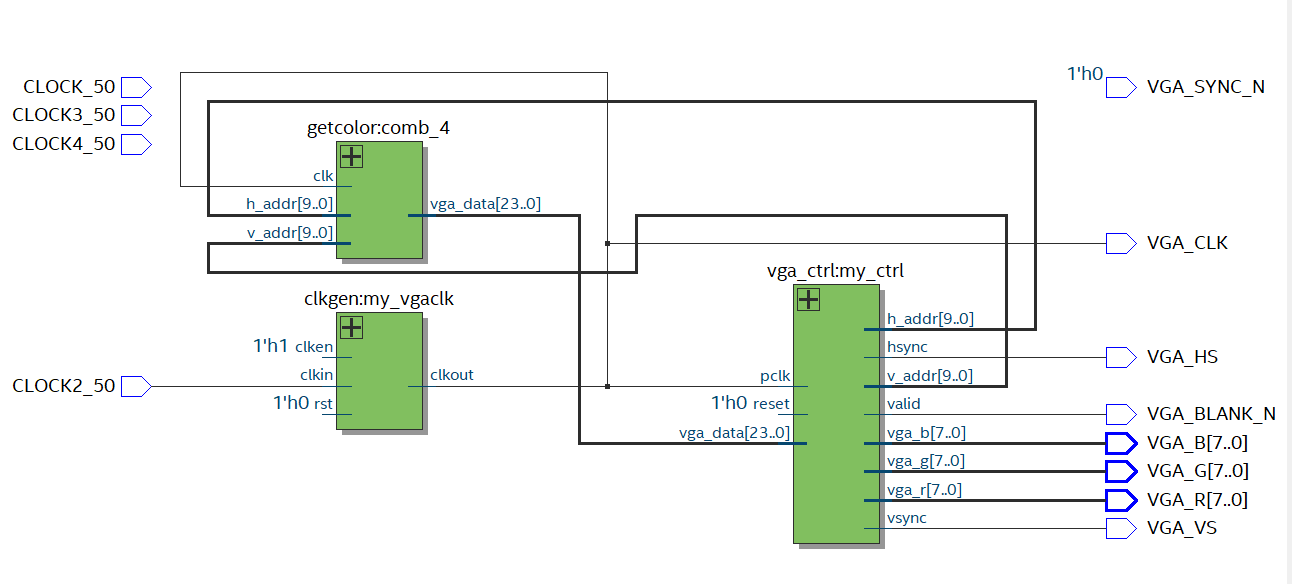 CLOCK_50
CLOCK3_50
CLOCK4_50
getcolor:comb_4
clk
h_addr[9..0]
v_addr[9..0]
vga_data[23..0]
clkgen:my_vgaclk
1'h1 clken
clkin
1'h0 rst
clkout
CLOCK2_50
vga_ctrl:my_ctrl
pclk
1'h0 reset
vga_data[23..0]
h_addr[9..0]
hsync
v_addr[9..0]
valid
vga_b[7..0]
vga_g[7..0]
vga_r[7..0]
vsync
1'h0
VGA_SYNC_N
VGA_CLK
VGA_HS
VGA_BLANK_N
VGA_B[7..0]
VGA_G[7..0]
VGA_R[7..0]
VGA_VS